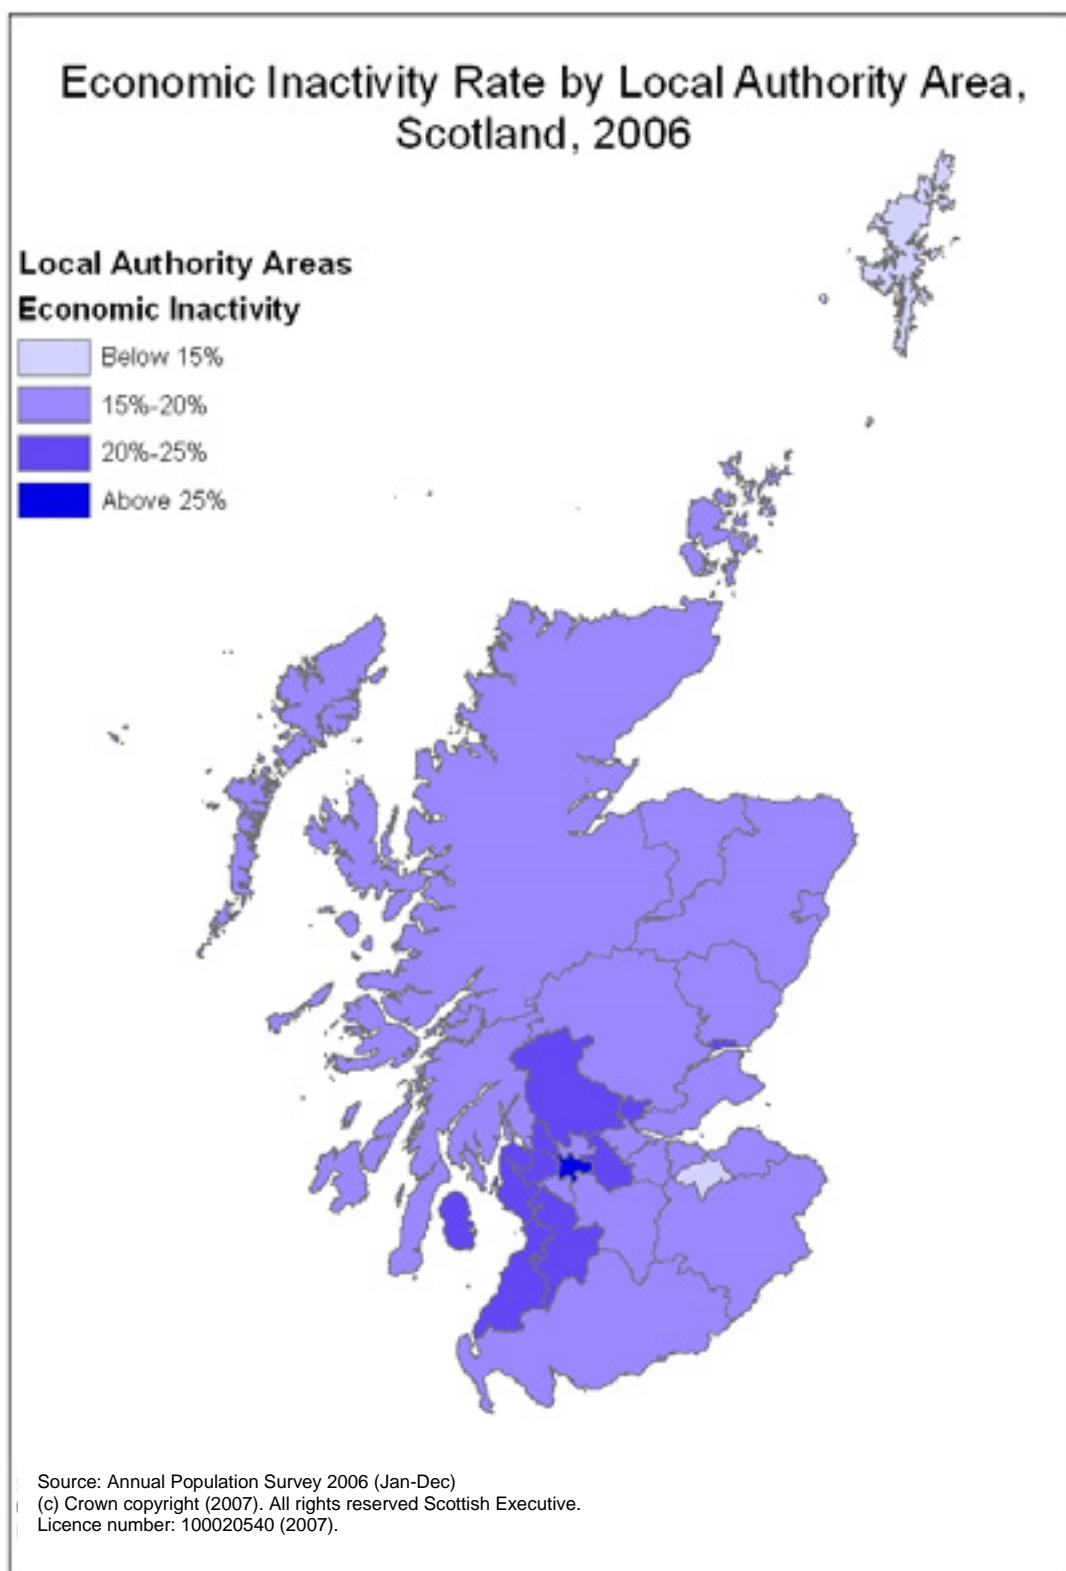 Economic Inactivity Rate by Local Authority Area,
Scotland, 2006
Local Authority Areas
Economic Inactivity
Below 15%
15%-20%
20%-25%
Above 25%
Source: Annual Population Survey 2006 (Jan-Dec)
(c) Crown copyright (2007). All rights reserved Scottish Executive.
Licence number: 100020540 (2007).